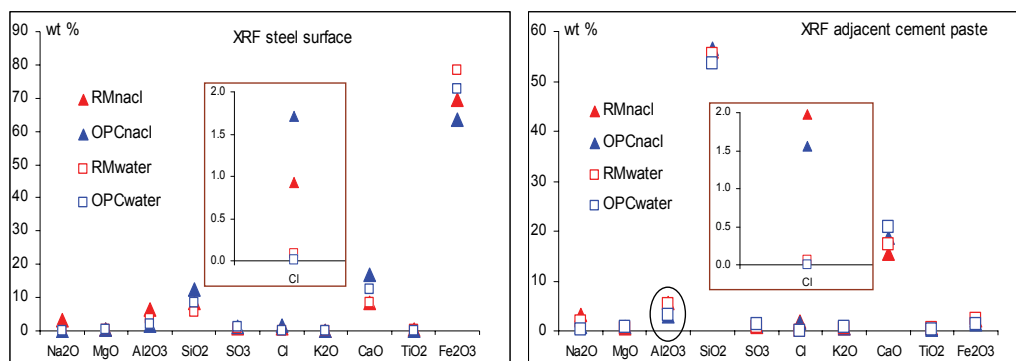 XRF steel surface
wt %
90
80
70
60
50
40
30
20
10
0
RMnacl
OPCnacl
RMwater
OPCwater
2.0
1.5
1.0
0.5
0.0
Cl
Na2O MgO Al2O3 SiO2 SO3 Cl K2O CaO TiO2 Fe2O3
XRF adjacent cement paste
wt %
60
50
40
30
20
10
0
RMnacl
OPCnacl
RMwater
OPCwater
2.0
1.5
1.0
0.5
0.0
Cl
Na2O MgO Al2O3 SiO2 SO3 Cl K2O CaO TiO2 Fe2O3